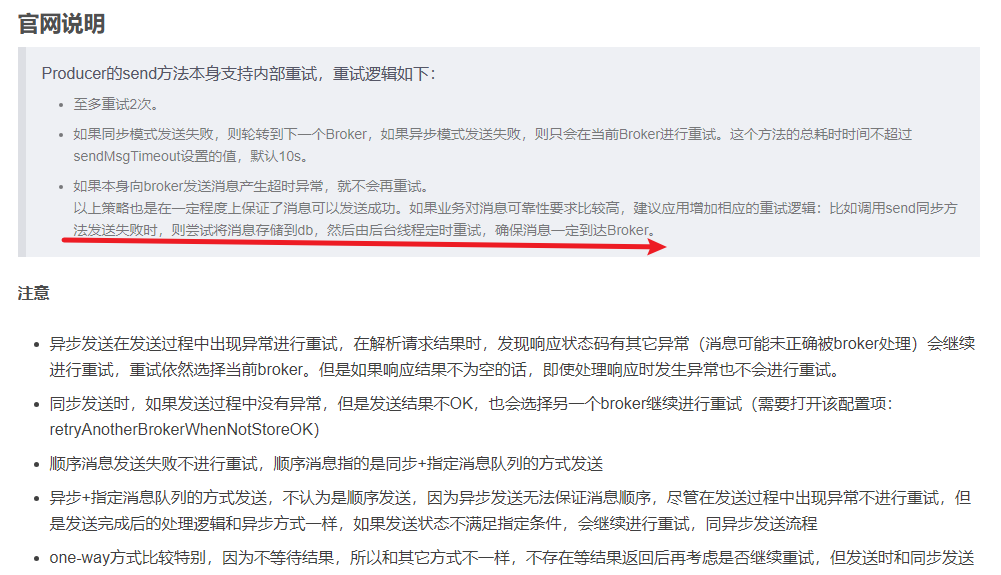 官网说明
Producer的send方法本身支持内部重试，重试逻辑如下：
至多重试2次。
如果同步模式发送失败，则轮转到下一个Broker，如果异步模式发送失败，则只会在当前Broker进行重试。这个方法的总耗时时间不超过
sendMsgTimeout设置的值，默认10s。
如果本身向broker发送消息产生超时异常，就不会再重试。
以上策略也是在一定程度上保证了消息可以发送成功。如果业务对消息可靠性要求比较高，建议应用增加相应的重试逻辑：比如调用send同步方
法发送失败时，则尝试将消息存储到db，然后由后台线程定时重试，确保消息一定到达Broker。
注意
异步发送在发送过程中出现异常进行重试，在解析请求结果时，发现响应状态码有其它异常（消息可能未正确被broker处理）会继续
进行重试，重试依然选择当前broker。但是如果响应结果不为空的话，即使处理响应时发生异常也不会进行重试。
同步发送时，如果发送过程中没有异常，但是发送结果不OK，也会选择另一个broker继续进行重试（需要打开该配置项：
retryAnotherBrokerWhenNotStoreOK）
顺序消息发送失败不进行重试，顺序消息指的是同步+指定消息队列的方式发送
异步+指定消息队列的方式发送，不认为是顺序发送，因为异步发送无法保证消息顺序，尽管在发送过程中出现异常不进行重试，但
是发送完成后的处理逻辑和异步方式一样，如果发送状态不满足指定条件，会继续进行重试，同异步发送流程
one-way方式比较特别，因为不等待结果，所以和其它方式不一样，不存在等结果返回后再考虑是否继续重试，但发送时和同步发送